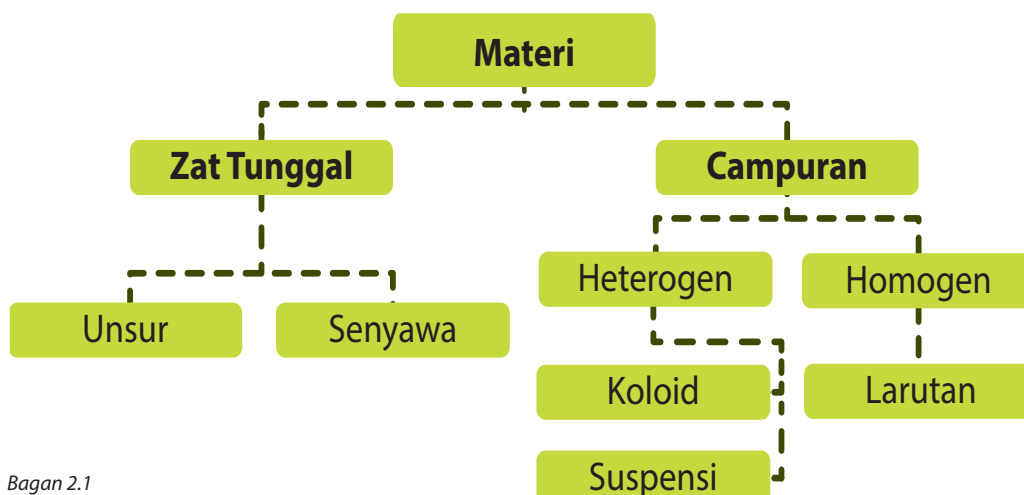 Materi
Zat Tunggal
Campuran
Unsur
Senyawa
Heterogen
Homogen
Koloid
Larutan
Suspensi
Bagan 2.1